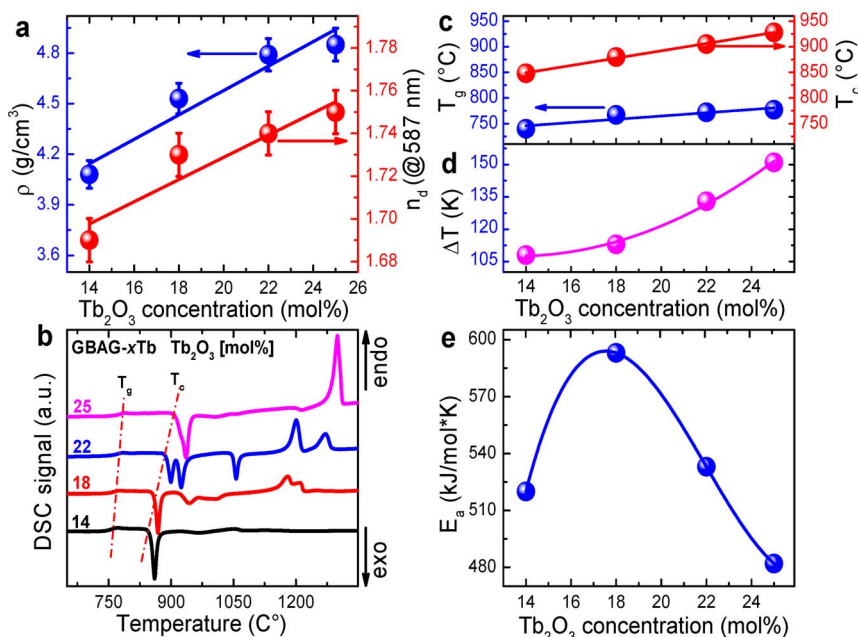 a
ρ (g/cm³)
4.8
4.5
4.2
3.9
3.6
1.78
1.76
1.74
1.72
1.70
1.68
n_d (@587 nm)
14 16 18 20 22 24 26
Tb₂O₃ concentration (mol%)
b
GBAG-xTb Tb₂O₃ [mol%]
T_g
T_c
25
22
18
14
endo
exo
DSC signal (a.u.)
750 900 1050 1200
Temperature (C°)
c
T_g (°C)
950
900
850
800
750
950
900
850
800
750
T_c (°C)
d
ΔT (K)
150
135
120
105
14 16 18 20 22 24
Tb₂O₃ concentration (mol%)
e
E_a (kJ/mol*K)
600
570
540
510
480
14 16 18 20 22 24
Tb₂O₃ concentration (mol%)